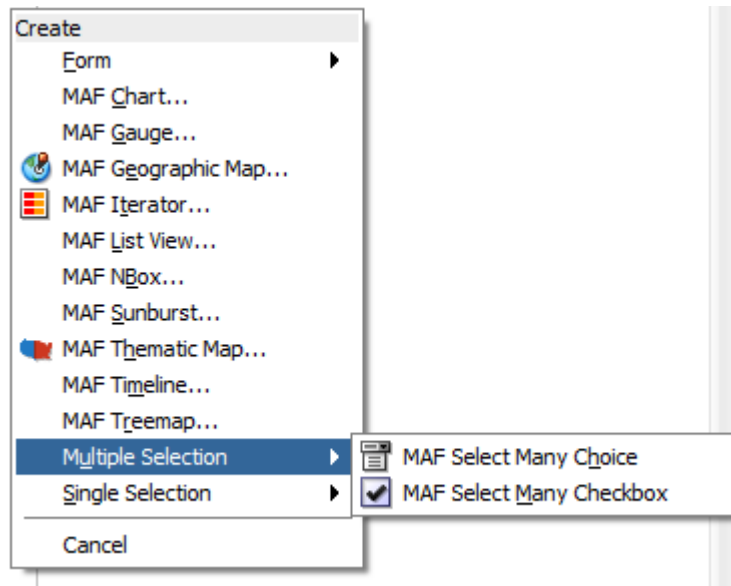 Create
Form
MAF Chart...
MAF Gauge...
MAF Geographic Map...
MAF Iterator...
MAF List View...
MAF NBox...
MAF Sunburst...
MAF Thematic Map...
MAF Timeline...
MAF Treemap...
Multiple Selection
MAF Select Many Choice
Single Selection
MAF Select Many Checkbox
Cancel